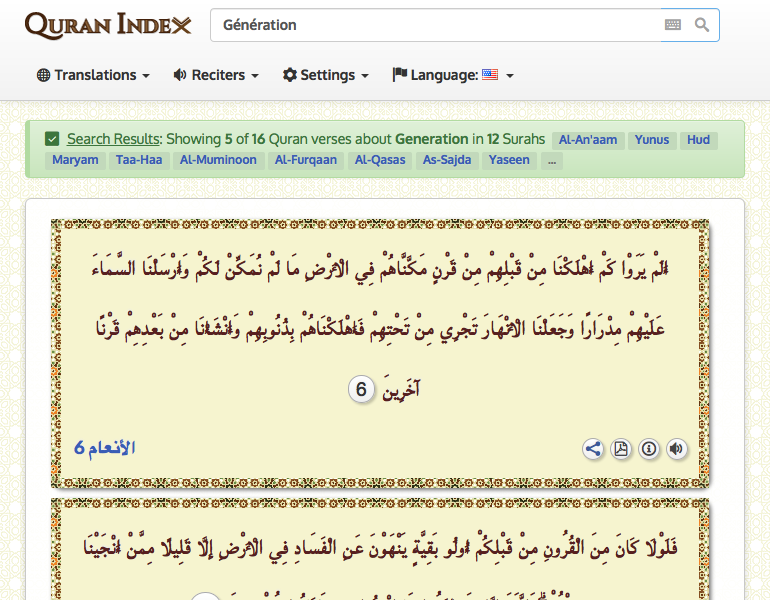 QURAN INDEX
Génération
Translations
Reciters
Settings
Language:
Search Results: Showing 5 of 16 Quran verses about Generation in 12 Surahs Al-An'aam Yunus Hud
Maryam Taa-Haa Al-Muminoon Al-Furqaan Al-Qasas As-Sajda Yaseen ...
أَلَمْ يَرَوْا كَمْ أَهْلَكْنَا مِنْ قَبْلِهِمْ مِنْ قَرْنٍ مَكَّنَّاهُمْ فِي الْأَرْضِ مَا لَمْ نُمَكِّنْ لَكُمْ وَأَرْسَلْنَا السَّمَاءَ
عَلَيْهِمْ مِدْرَارًا وَجَعَلْنَا الْأَنْهَارَ تَجْرِي مِنْ تَحْتِهِمْ فَأَهْلَكْنَاهُمْ بِذُنُوبِهِمْ وَأَنْشَأْنَا مِنْ بَعْدِهِمْ قَرْنًا
آخَرِينَ 6
الأنعام 6
فَلَوْلَا كَانَ مِنَ الْقُرُونِ مِنْ قَبْلِكُمْ أُولُو بَقِيَّةٍ يَنْهَوْنَ عَنِ الْفَسَادِ فِي الْأَرْضِ إِلَّا قَلِيلًا مِمَّنْ أَنْجَيْنَا